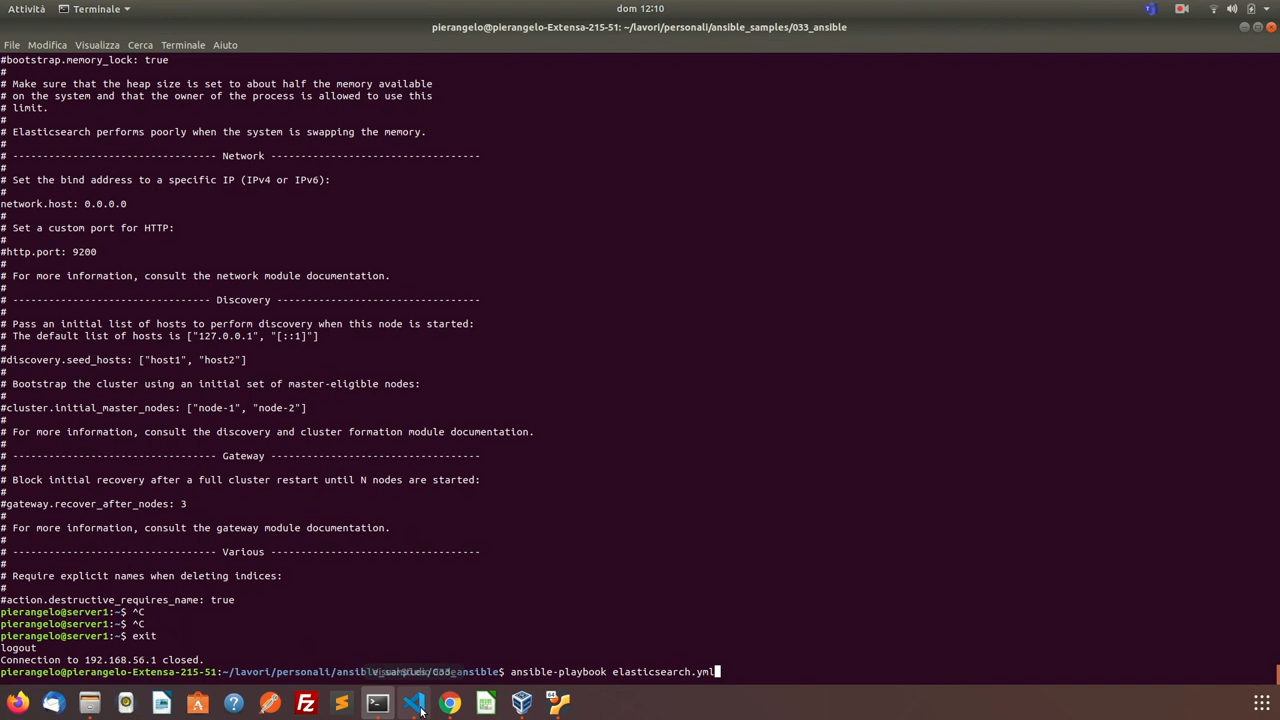 Attività
Terminale
dom 12:10
pierangelo@pierangelo-Extensa-215-51: ~/lavori/personali/ansible_samples/033_ansible
File Modifica Visualizza Cerca Terminale Aiuto
#bootstrap.memory_lock: true
#
# Make sure that the heap size is set to about half the memory available
# on the system and that the owner of the process is allowed to use this
# limit.
#
# Elasticsearch performs poorly when the system is swapping the memory.
#
# ---------------------------------- Network -----------------------------------
#
# Set the bind address to a specific IP (IPv4 or IPv6):
#
network.host: 0.0.0.0
#
# Set a custom port for HTTP:
#
#http.port: 9200
#
# For more information, consult the network module documentation.
#
# --------------------------------- Discovery ----------------------------------
#
# Pass an initial list of hosts to perform discovery when this node is started:
# The default list of hosts is ["127.0.0.1", "[::1]"]
#
#discovery.seed_hosts: ["host1", "host2"]
#
# Bootstrap the cluster using an initial set of master-eligible nodes:
#
#cluster.initial_master_nodes: ["node-1", "node-2"]
#
# For more information, consult the discovery and cluster formation module documentation.
#
# ---------------------------------- Gateway -----------------------------------
#
# Block initial recovery after a full cluster restart until N nodes are started:
#
#gateway.recover_after_nodes: 3
#
# For more information, consult the gateway module documentation.
#
# ---------------------------------- Various -----------------------------------
#
# Require explicit names when deleting indices:
#
#action.destructive_requires_name: true
pierangelo@server1:~$ ^C
pierangelo@server1:~$ ^C
pierangelo@server1:~$ exit
logout
Connection to 192.168.56.1 closed.
pierangelo@pierangelo-Extensa-215-51:~/lavori/personali/ansible_samples/033_ansible$ ansible-playbook elasticsearch.yml